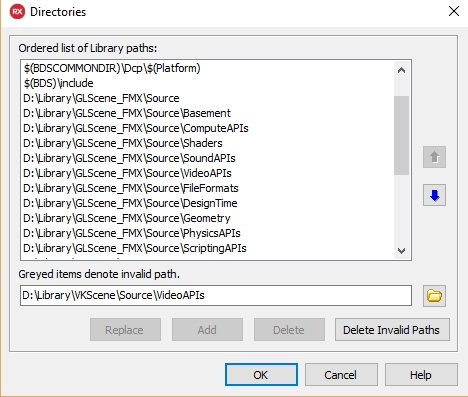 RX Directories
Ordered list of Library paths:
$(BDSCOMMONDIR)\Dcp\$(Platform)
$(BDS)\include
D:\Library\GLScene_FMX\Source
D:\Library\GLScene_FMX\Source\Basement
D:\Library\GLScene_FMX\Source\ComputeAPIs
D:\Library\GLScene_FMX\Source\Shaders
D:\Library\GLScene_FMX\Source\SoundAPIs
D:\Library\GLScene_FMX\Source\VideoAPIs
D:\Library\GLScene_FMX\Source\FileFormats
D:\Library\GLScene_FMX\Source\DesignTime
D:\Library\GLScene_FMX\Source\Geometry
D:\Library\GLScene_FMX\Source\PhysicsAPIs
D:\Library\GLScene_FMX\Source\ScriptingAPIs
Greyed items denote invalid path.
D:\Library\VKScene\Source\VideoAPIs
Replace Add Delete Delete Invalid Paths
OK Cancel Help